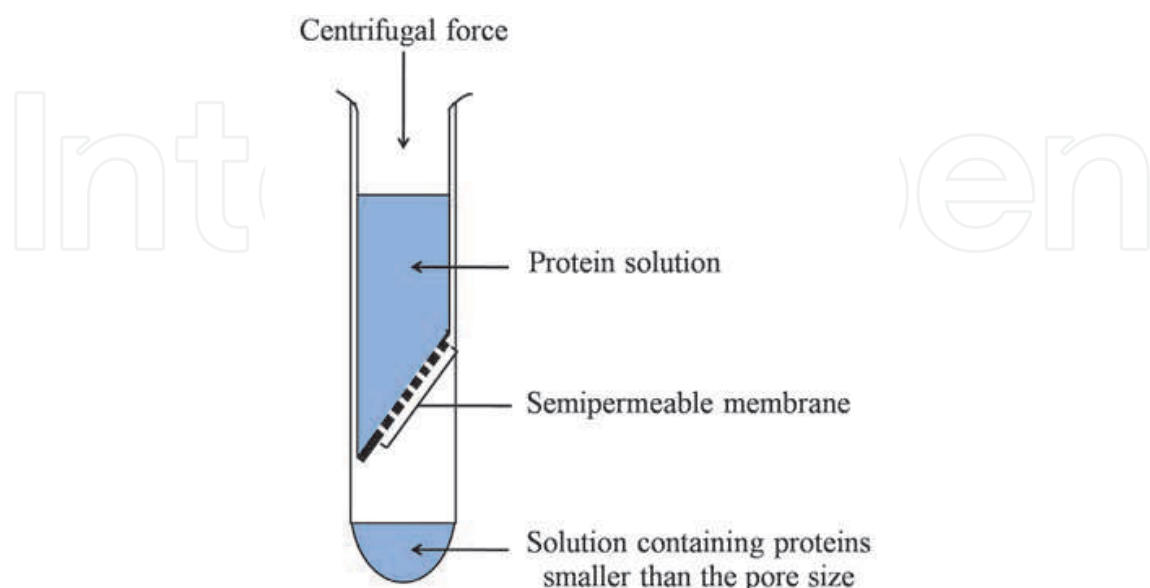 Centrifugal force
Protein solution
Semipermeable membrane
Solution containing proteins
smaller than the pore size